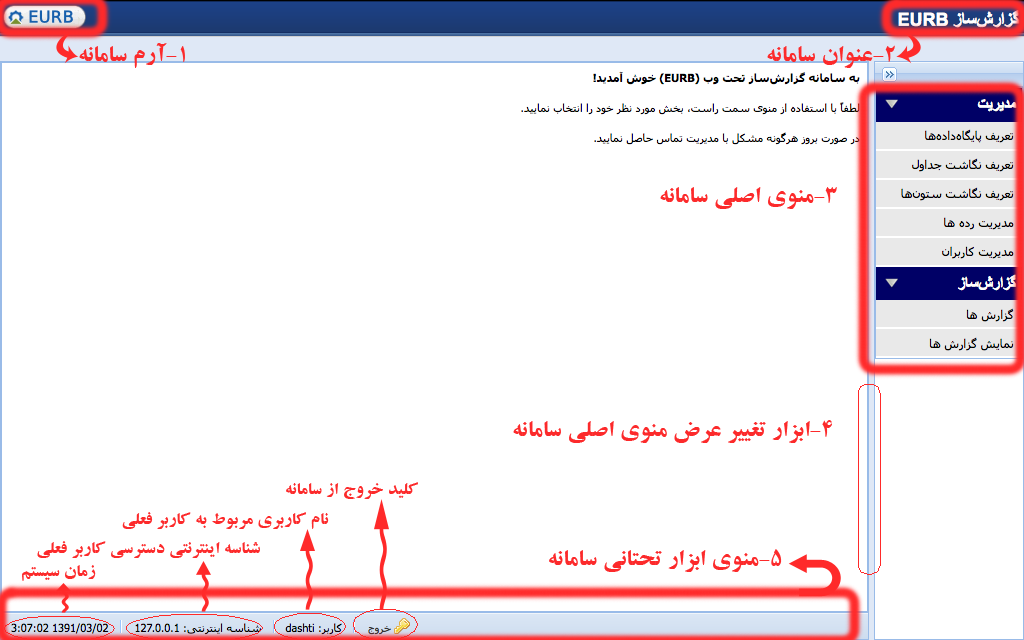 گزارش‌ساز EURB
EURB
۱-آرم سامانه
۲-عنوان سامانه
به سامانه گزارش‌ساز تحت وب (EURB) خوش آمدید!
لطفاً با استفاده از منوی سمت راست، بخش مورد نظر خود را انتخاب نمایید.
در صورت بروز هرگونه مشکل با مدیریت تماس حاصل نمایید.
مدیریت
تعریف پایگاه‌داده‌ها
تعریف نگاشت جداول
تعریف نگاشت ستون‌ها
مدیریت رده ها
مدیریت کاربران
گزارش‌ساز
گزارش ها
نمایش گزارش ها
۳-منوی اصلی سامانه
۴-ابزار تغییر عرض منوی اصلی سامانه
کلید خروج از سامانه
نام کاربری مربوط به کاربر فعلی
شناسه اینترنتی دسترسی کاربر فعلی
زمان سیستم
۵-منوی ابزار تحتانی سامانه
خروج
کاربر: dashti
شناسه اینترنتی: 127.0.0.1
3:07:02 1391/03/02